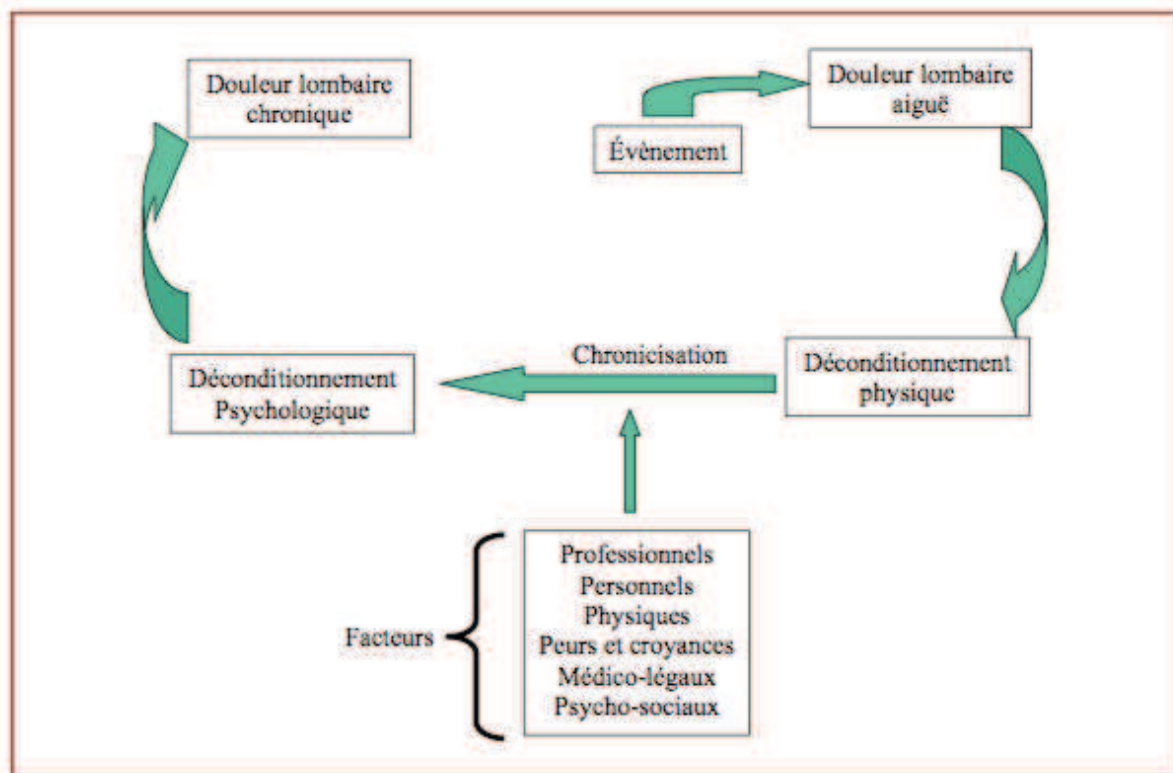 Douleur lombaire
chronique
Douleur lombaire
aiguë
Évènement
Chronicisation
Déconditionnement
Psychologique
Déconditionnement
physique
Facteurs
Professionnels
Personnels
Physiques
Peurs et croyances
Médico-légaux
Psycho-sociaux